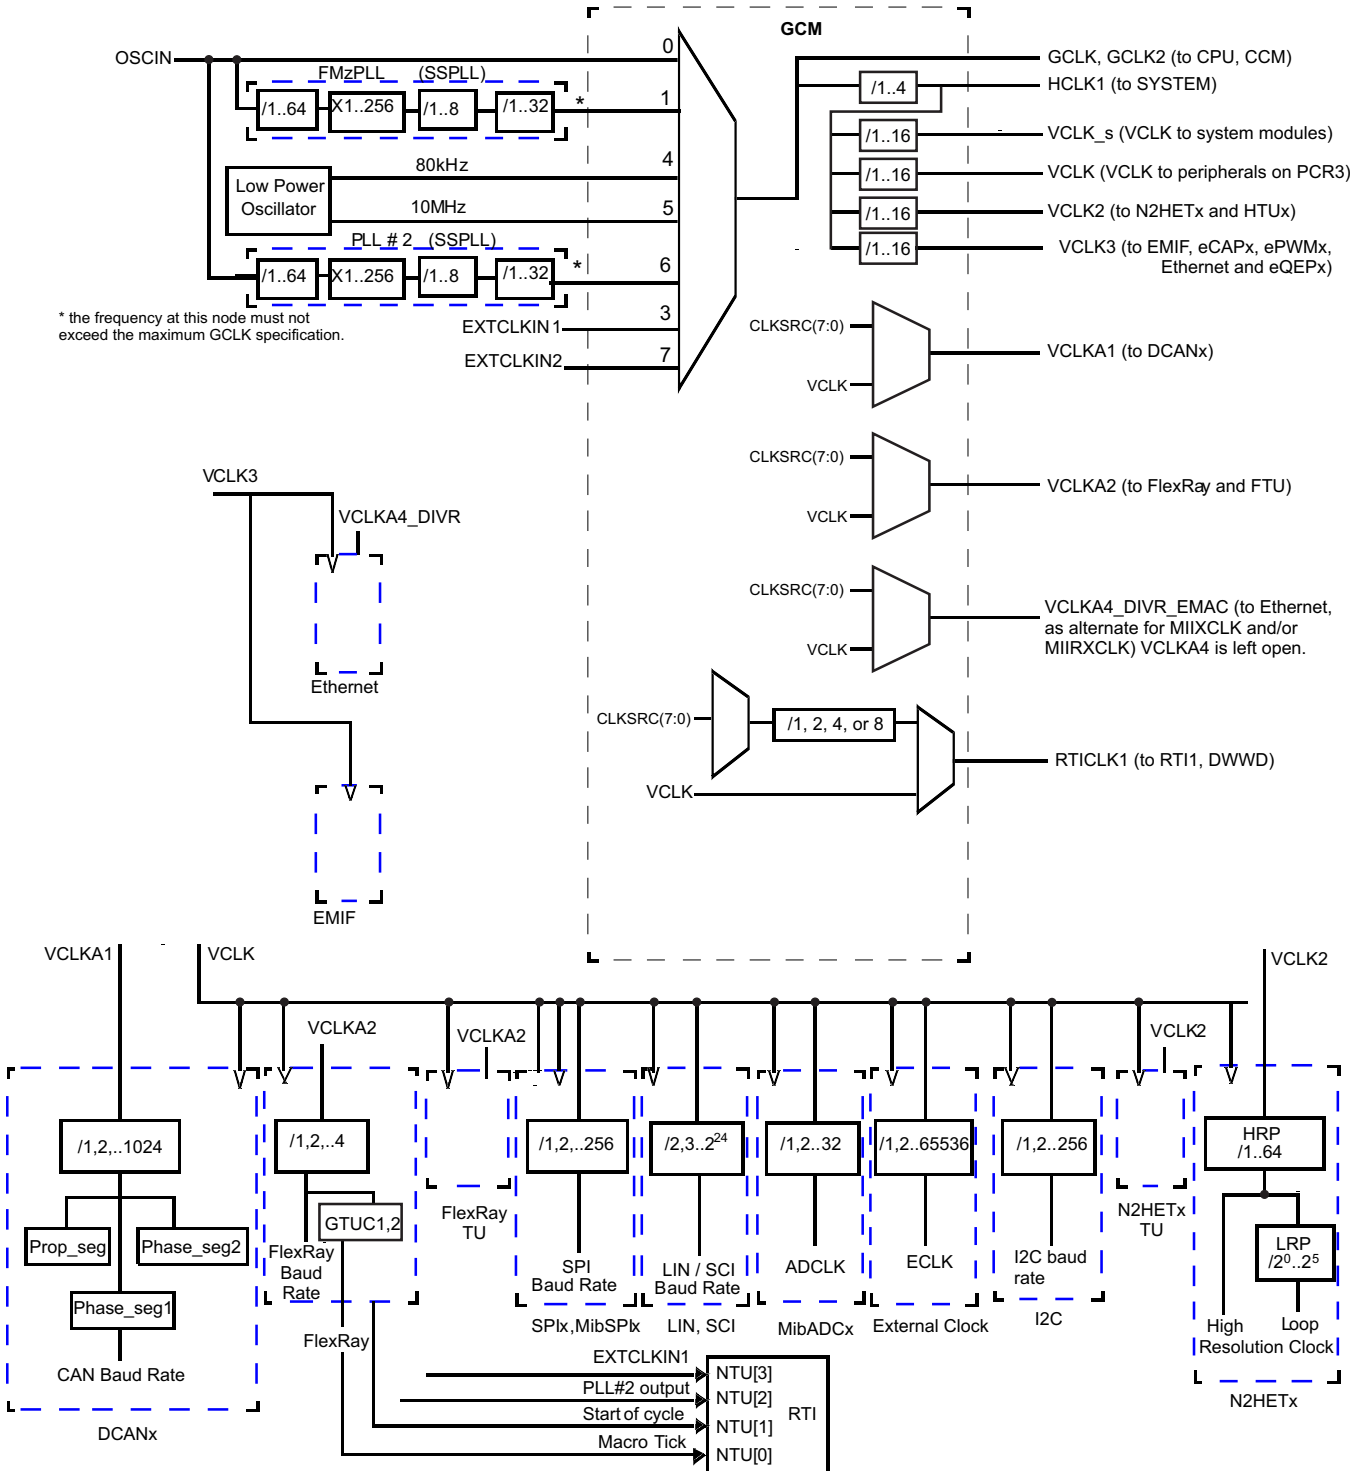 GCM
OSCIN
0
GCLK, GCLK2 (to CPU, CCM)
FMzPLL (SSPLL)
/1..64
X1..256
/1..8
/1..32
*
1
/1..4
HCLK1 (to SYSTEM)
/1..16
VCLK_s (VCLK to system modules)
80kHz
4
/1..16
VCLK (VCLK to peripherals on PCR3)
Low Power
Oscillator
10MHz
5
/1..16
VCLK2 (to N2HETx and HTUx)
PLL # 2 (SSPLL)
/1..64
X1..256
/1..8
/1..32
*
6
/1..16
VCLK3 (to EMIF, eCAPx, ePWMx,
Ethernet and eQEPx)
* the frequency at this node must not
exceed the maximum GCLK specification.
EXTCLKIN1
3
EXTCLKIN2
7
CLKSRC(7:0)
VCLK
VCLKA1 (to DCANx)
CLKSRC(7:0)
VCLK
VCLKA2 (to FlexRay and FTU)
VCLK3
VCLKA4_DIVR
Ethernet
CLKSRC(7:0)
VCLK
VCLKA4_DIVR_EMAC (to Ethernet,
as alternate for MIIXCLK and/or
MIIRXCLK) VCLKA4 is left open.
CLKSRC(7:0)
/1, 2, 4, or 8
VCLK
RTICLK1 (to RTI1, DWWD)
EMIF
VCLKA1
VCLK
VCLK2
VCLKA2
VCLKA2
VCLK2
/1,2,..1024
/1,2,..4
/1,2..256
/2,3..2²⁴
/1,2..32
/1,2..65536
/1,2..256
HRP
/1..64
Prop_seg
Phase_seg2
Phase_seg1
CAN Baud Rate
DCANx
GTUC1,2
FlexRay
Baud
Rate
FlexRay
FlexRay
TU
SPI
Baud Rate
SPIx,MibSPIx
LIN / SCI
Baud Rate
LIN, SCI
ADCLK
MibADCx
ECLK
External Clock
I2C baud
rate
I2C
N2HETx
TU
LRP
/2⁰..2⁵
High
Loop
Resolution Clock
N2HETx
EXTCLKIN1
NTU[3]
PLL#2 output
NTU[2]
RTI
Start of cycle
NTU[1]
Macro Tick
NTU[0]